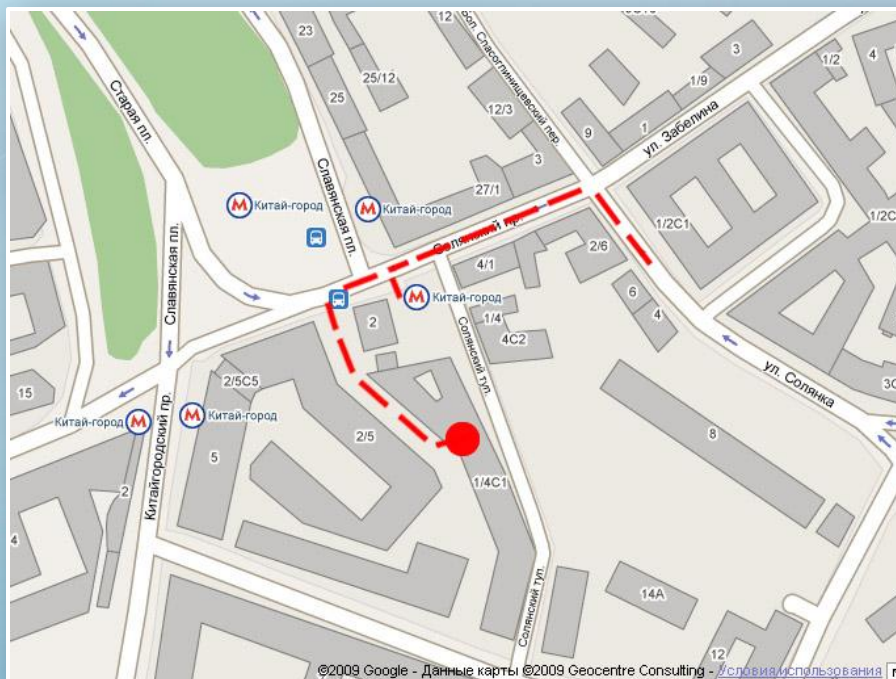 23
12
Бол. Спасоглинищевский пер.
3
1/2
4
25/12
1/9
Старая пл.
25
12/3
9
1
ул. Забелина
Славянская пл.
3
27/1
Китай-город
Китай-город
Солянский пр.
1/2С1
2/6
4/1
Славянская пл.
Китай-город
6
2
1/4
4
4С2
Солянский туп.
2/5С5
ул. Солянка
15
Китай-город
Китай-город
2/5
8
5
Китайгородский пр.
1/4С1
2
4
Солянский туп.
14А
12
©2009 Google - Данные карты ©2009 Geocentre Consulting - Условия использования